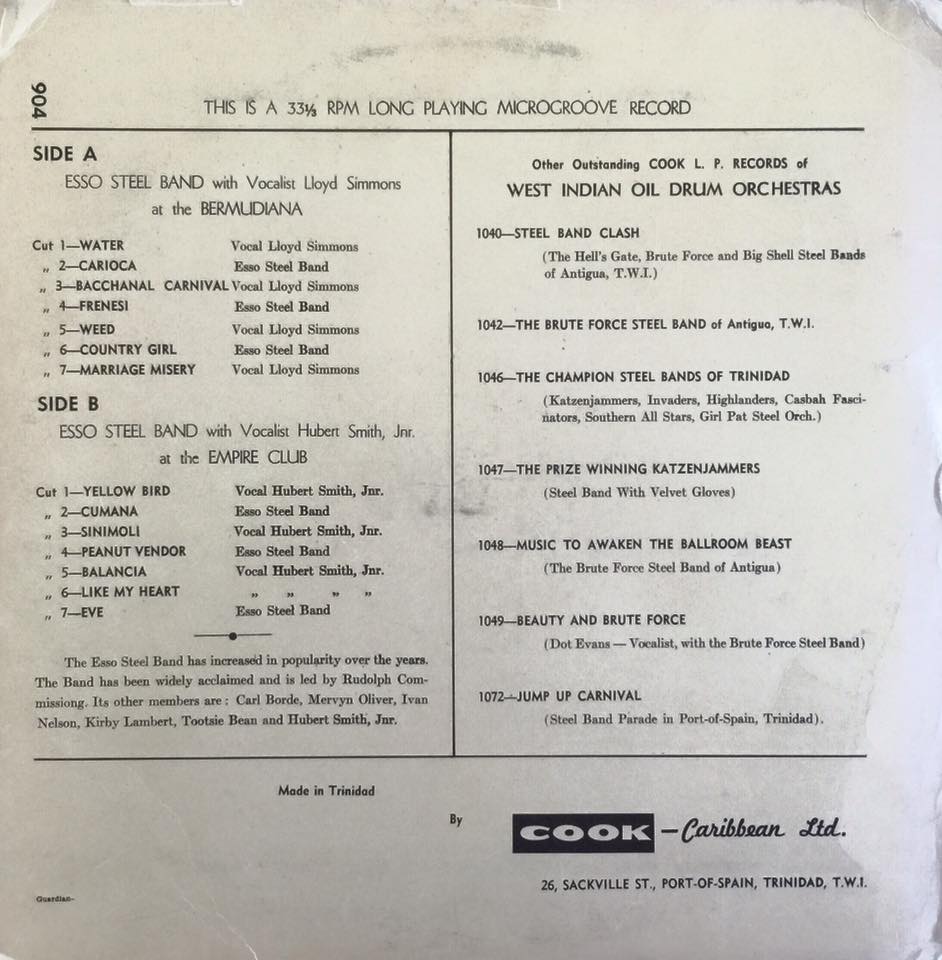 904
THIS IS A 33⅓ RPM LONG PLAYING MICROGROOVE RECORD
SIDE A
ESSO STEEL BAND with Vocalist Lloyd Simmons
at the BERMUDIANA
Cut 1—WATER Vocal Lloyd Simmons
„ 2—CARIOCA Esso Steel Band
„ 3—BACCHANAL CARNIVAL Vocal Lloyd Simmons
„ 4—FRENESI Esso Steel Band
„ 5—WEED Vocal Lloyd Simmons
„ 6—COUNTRY GIRL Esso Steel Band
„ 7—MARRIAGE MISERY Vocal Lloyd Simmons
SIDE B
ESSO STEEL BAND with Vocalist Hubert Smith, Jnr.
at the EMPIRE CLUB
Cut 1—YELLOW BIRD Vocal Hubert Smith, Jnr.
„ 2—CUMANA Esso Steel Band
„ 3—SINIMOLI Vocal Hubert Smith, Jnr.
„ 4—PEANUT VENDOR Esso Steel Band
„ 5—BALANCIA Vocal Hubert Smith, Jnr.
„ 6—LIKE MY HEART „ „ „ „
„ 7—EVE Esso Steel Band
The Esso Steel Band has increased in popularity over the years.
The Band has been widely acclaimed and is led by Rudolph Com-
missiong. Its other members are : Carl Borde, Mervyn Oliver, Ivan
Nelson, Kirby Lambert, Tootsie Bean and Hubert Smith, Jnr.
Other Outstanding COOK L. P. RECORDS of
WEST INDIAN OIL DRUM ORCHESTRAS
1040—STEEL BAND CLASH
(The Hell's Gate, Brute Force and Big Shell Steel Bands
of Antigua, T.W.I.)
1042—THE BRUTE FORCE STEEL BAND of Antigua, T.W.I.
1046—THE CHAMPION STEEL BANDS OF TRINIDAD
(Katzenjammers, Invaders, Highlanders, Casbah Fasci-
nators, Southern All Stars, Girl Pat Steel Orch.)
1047—THE PRIZE WINNING KATZENJAMMERS
(Steel Band With Velvet Gloves)
1048—MUSIC TO AWAKEN THE BALLROOM BEAST
(The Brute Force Steel Band of Antigua)
1049—BEAUTY AND BRUTE FORCE
(Dot Evans — Vocalist, with the Brute Force Steel Band)
1072—JUMP UP CARNIVAL
(Steel Band Parade in Port-of-Spain, Trinidad).
Made in Trinidad
By
COOK — Caribbean Ltd.
26, SACKVILLE ST., PORT-OF-SPAIN, TRINIDAD, T.W.I.
Guardian-